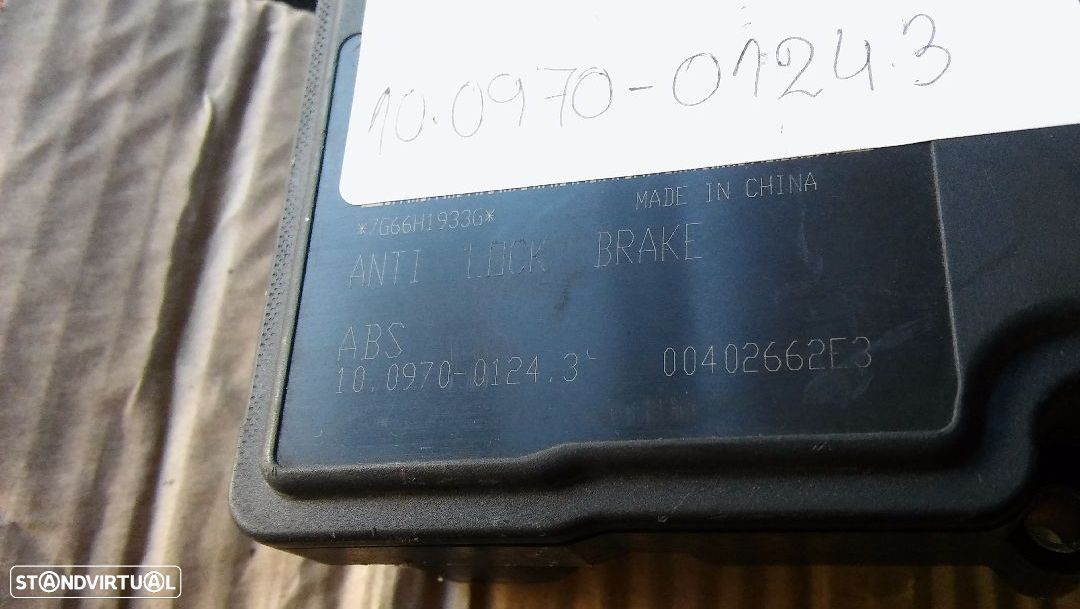 10.0970-0124.3
*7G66H1933G*
MADE IN CHINA
ANTI LOCK BRAKE
ABS
10.0970-0124.3
00402662E3
STANDVIRTUAL